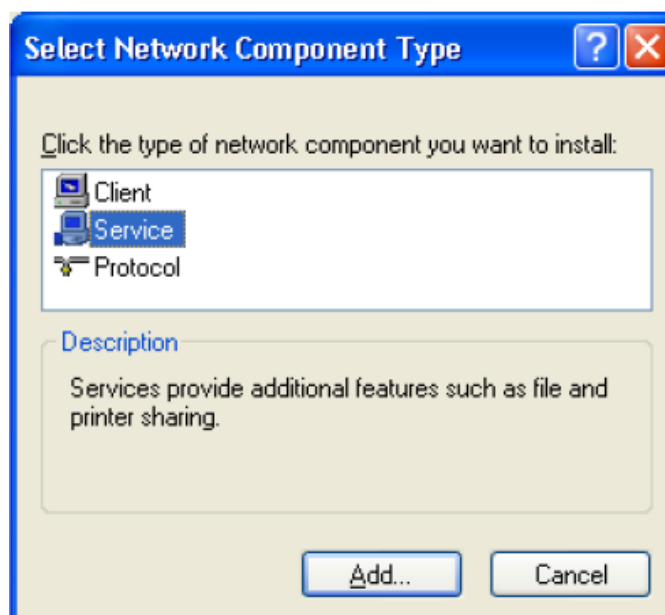 Select Network Component Type
Click the type of network component you want to install:
Client
Service
Protocol
Description
Services provide additional features such as file and
printer sharing.
Add... Cancel